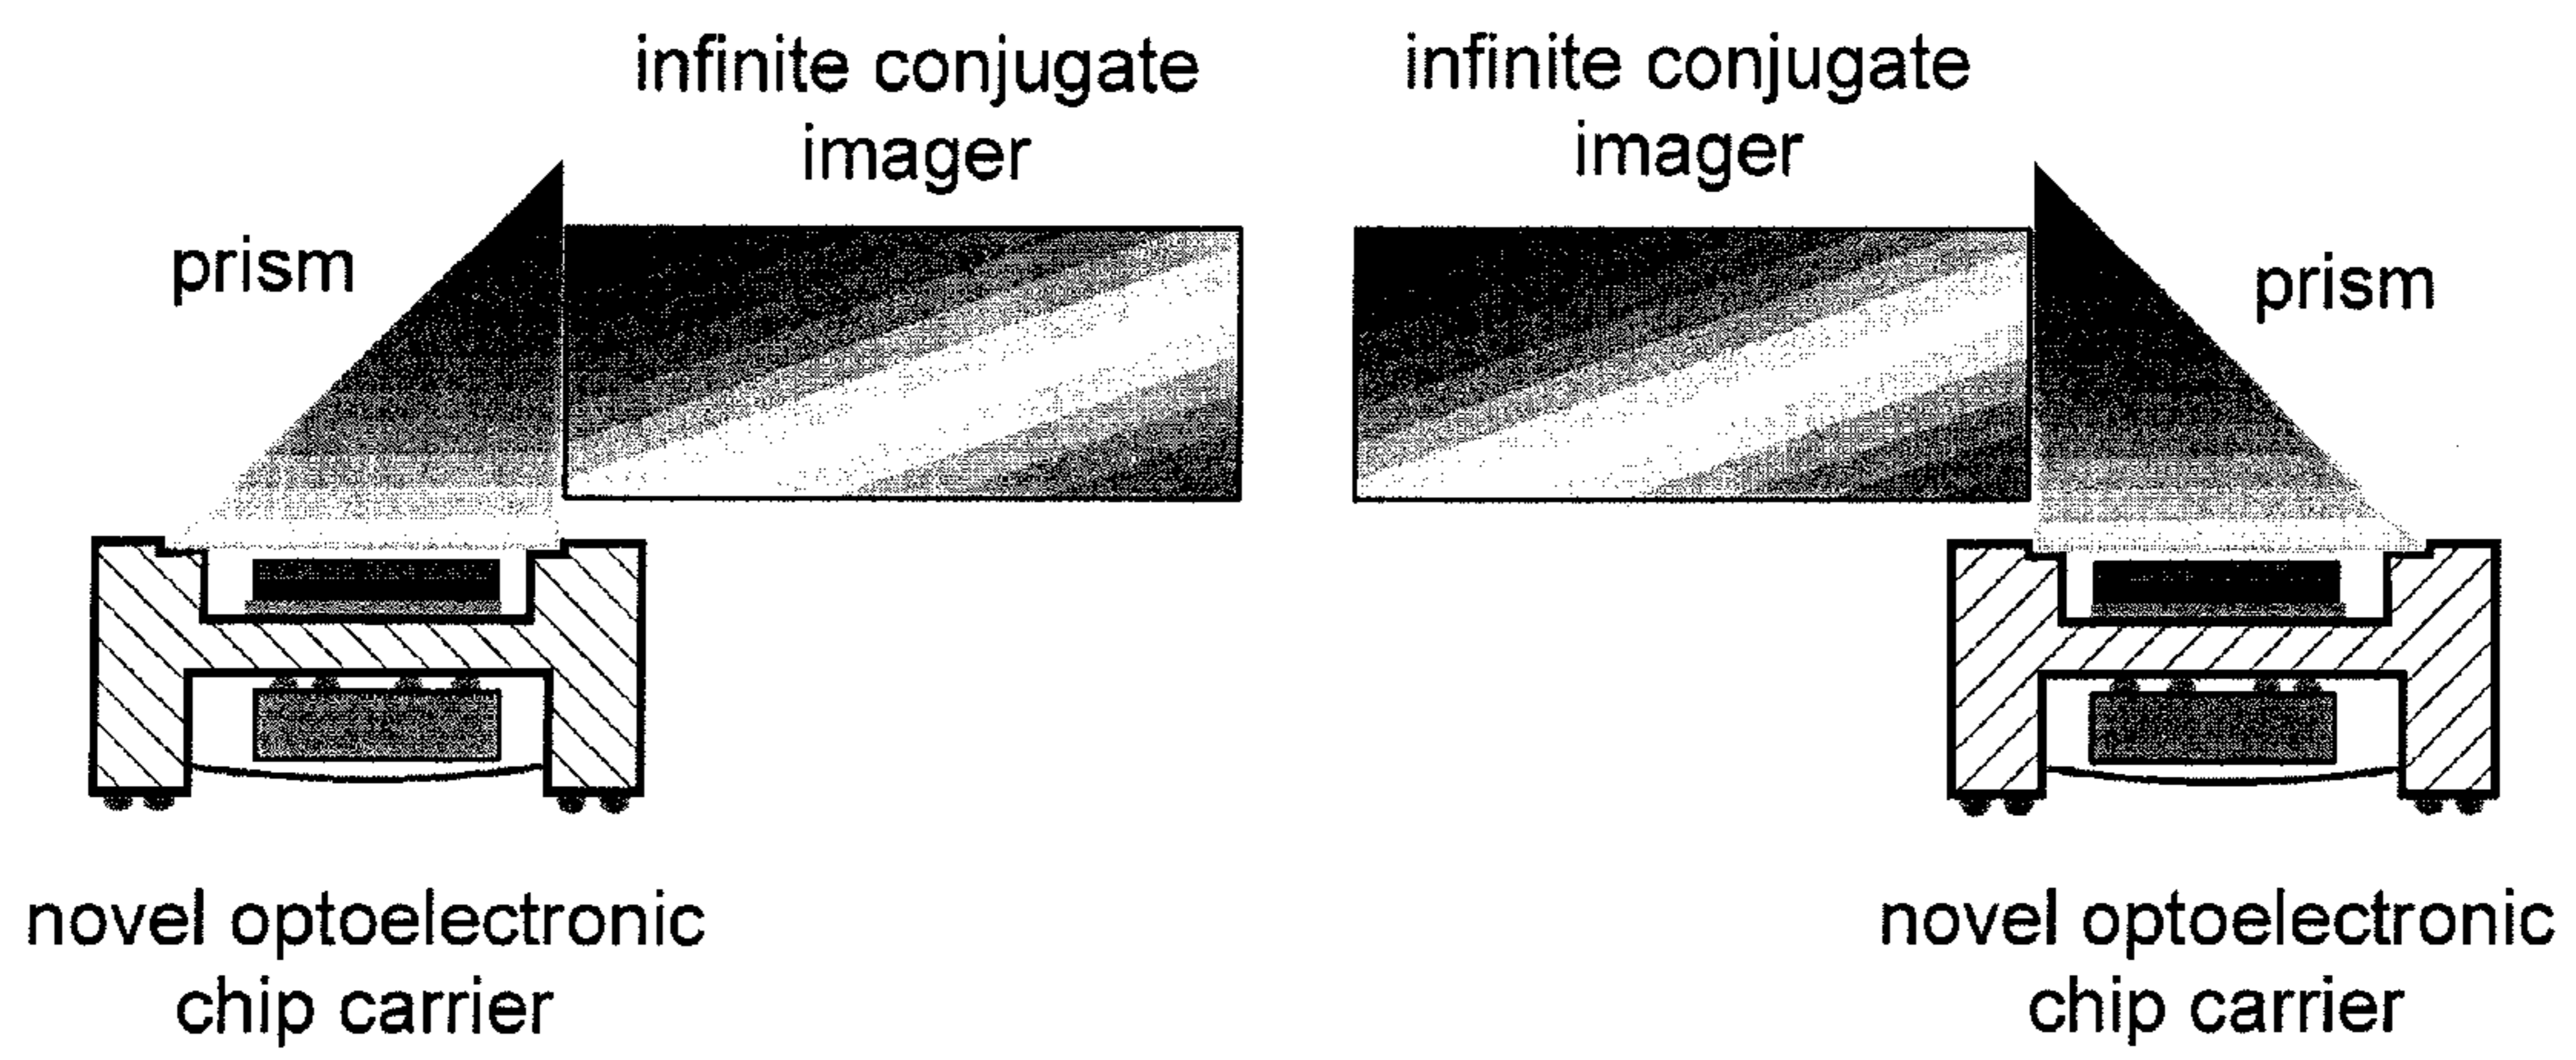 infinite conjugate
imager
infinite conjugate
imager
prism
prism
novel optoelectronic
chip carrier
novel optoelectronic
chip carrier